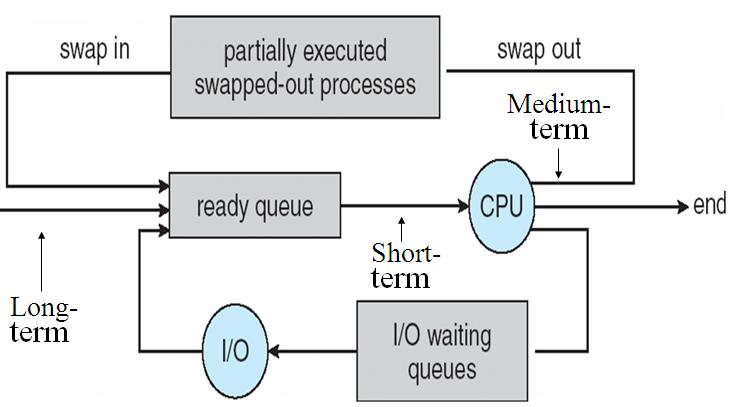 swap in
partially executed
swapped-out processes
swap out
Medium-
term
ready queue
CPU
end
Short-
term
Long-
term
I/O
I/O waiting
queues